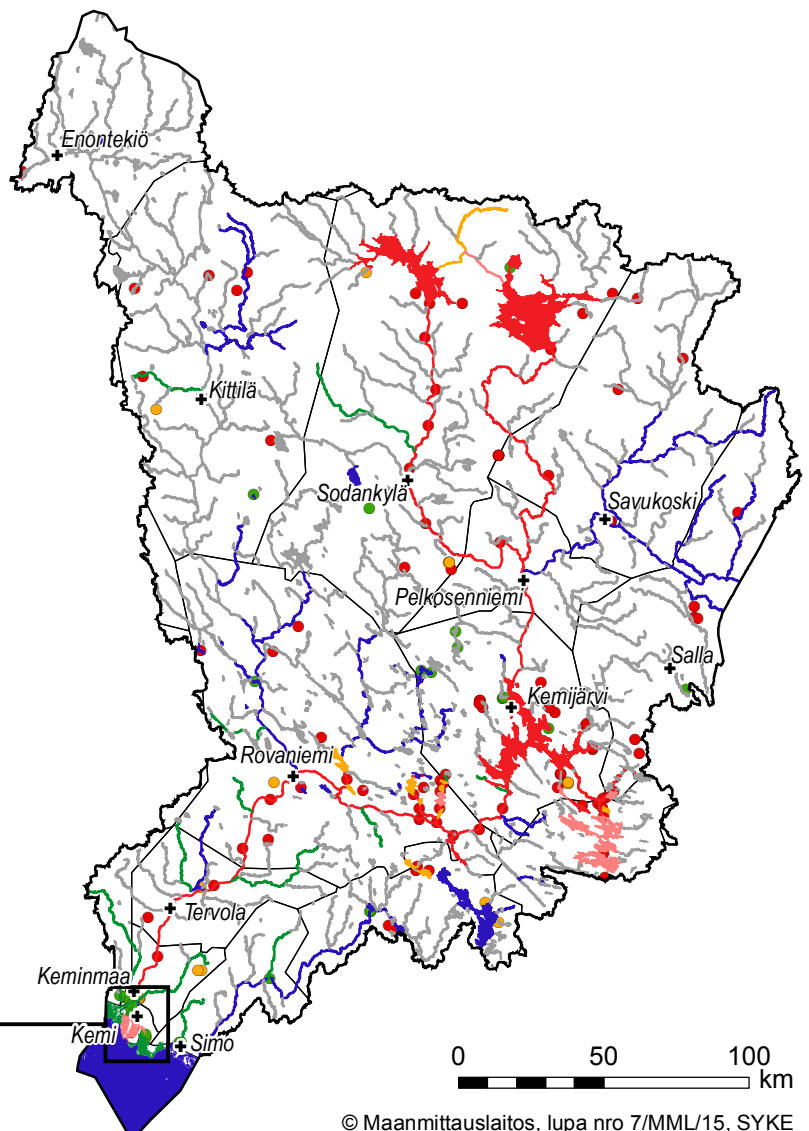 Enontekiö
Kittilä
Sodankylä
Savukoski
Pelkosenniemi
Salla
Kemijärvi
Rovaniemi
Tervola
Keminmaa
Kemi
Simo
0 50 100
km
© Maanmittauslaitos, lupa nro 7/MML/15, SYKE